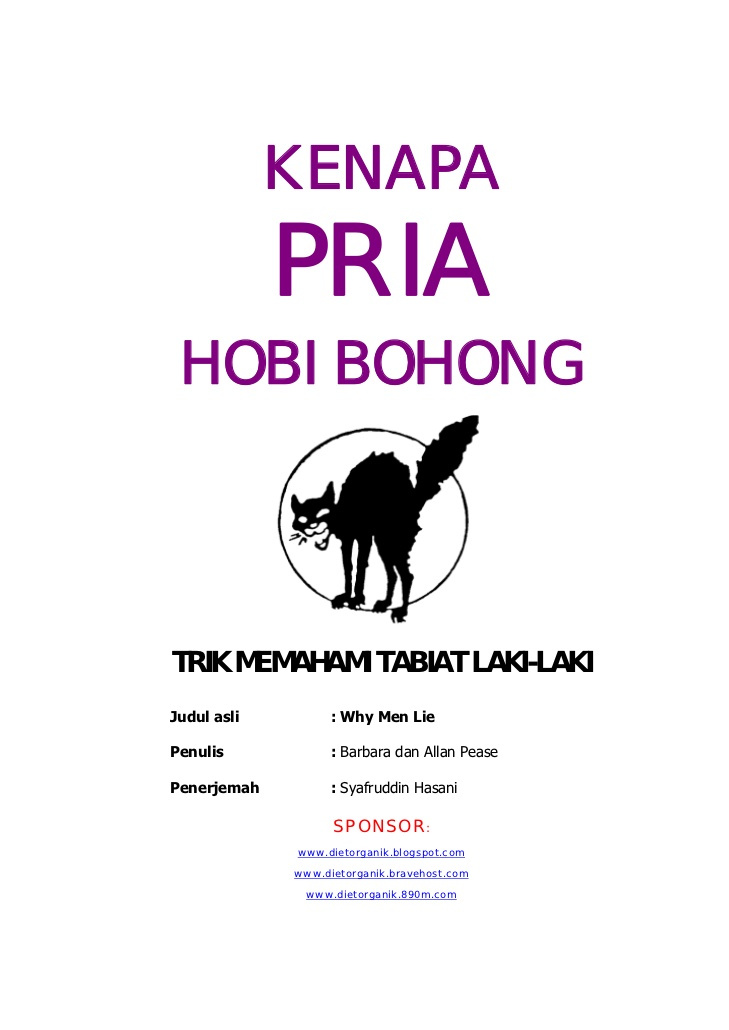 KENAPA
PRIA
HOBI BOHONG
TRIK MEMAHAMI TABIAT LAKI-LAKI
Judul asli : Why Men Lie
Penulis : Barbara dan Allan Pease
Penerjemah : Syafruddin Hasani
SPONSOR:
www.dietorganik.blogspot.com
www.dietorganik.bravehost.com
www.dietorganik.890m.com